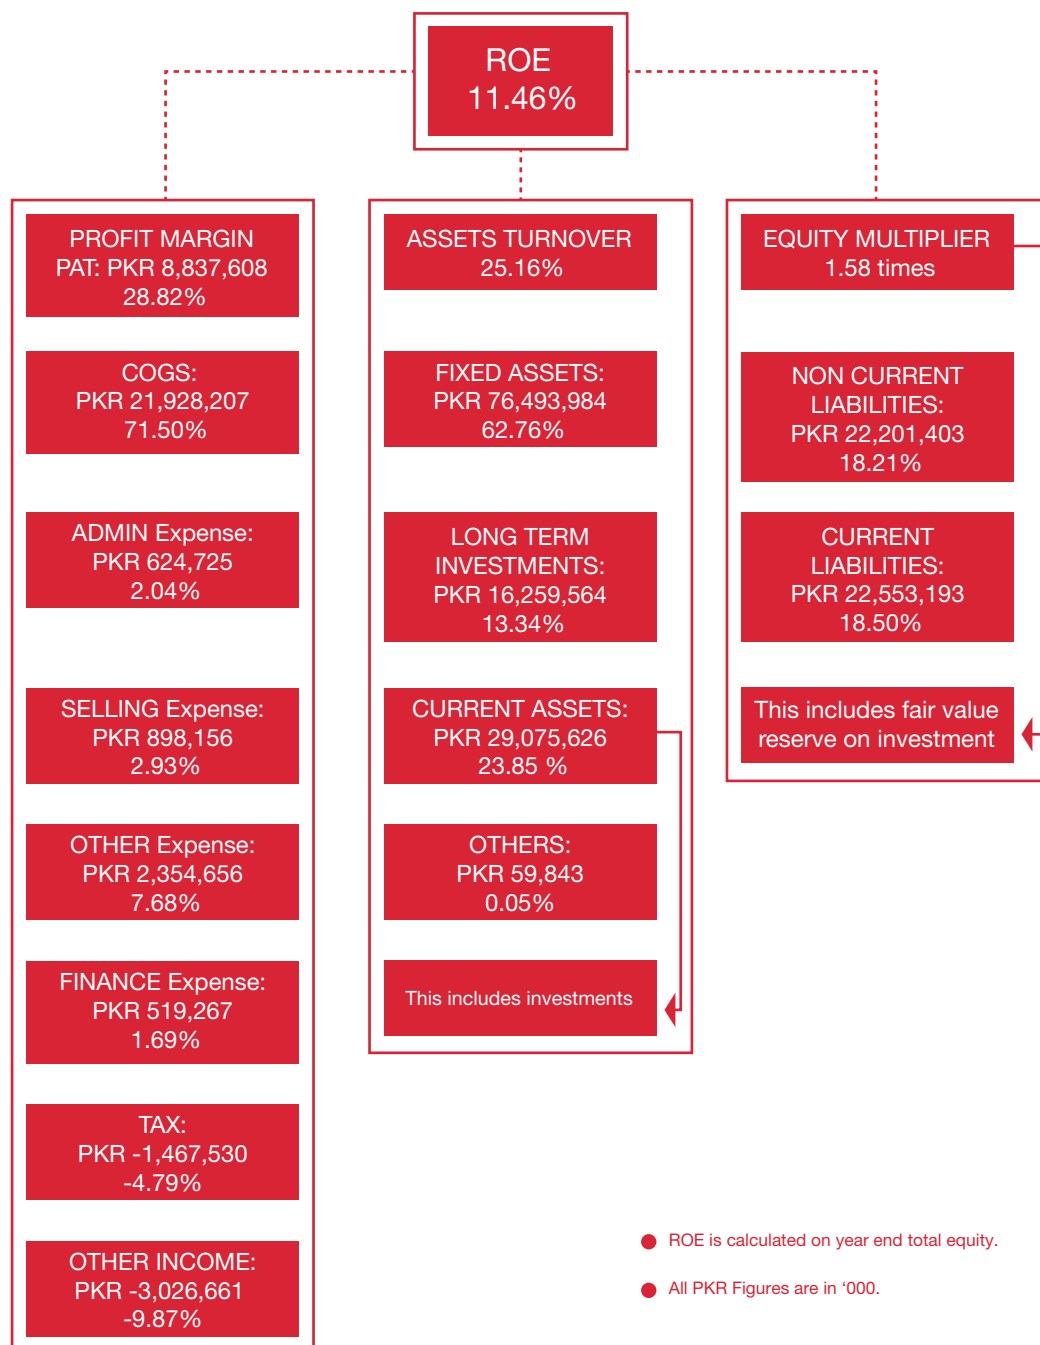 ROE
11.46%
PROFIT MARGIN
PAT: PKR 8,837,608
28.82%
COGS:
PKR 21,928,207
71.50%
ADMIN Expense:
PKR 624,725
2.04%
SELLING Expense:
PKR 898,156
2.93%
OTHER Expense:
PKR 2,354,656
7.68%
FINANCE Expense:
PKR 519,267
1.69%
TAX:
PKR -1,467,530
-4.79%
OTHER INCOME:
PKR -3,026,661
-9.87%
ASSETS TURNOVER
25.16%
FIXED ASSETS:
PKR 76,493,984
62.76%
LONG TERM
INVESTMENTS:
PKR 16,259,564
13.34%
CURRENT ASSETS:
PKR 29,075,626
23.85 %
OTHERS:
PKR 59,843
0.05%
This includes investments
EQUITY MULTIPLIER
1.58 times
NON CURRENT
LIABILITIES:
PKR 22,201,403
18.21%
CURRENT
LIABILITIES:
PKR 22,553,193
18.50%
This includes fair value
reserve on investment
ROE is calculated on year end total equity.
All PKR Figures are in ‘000.